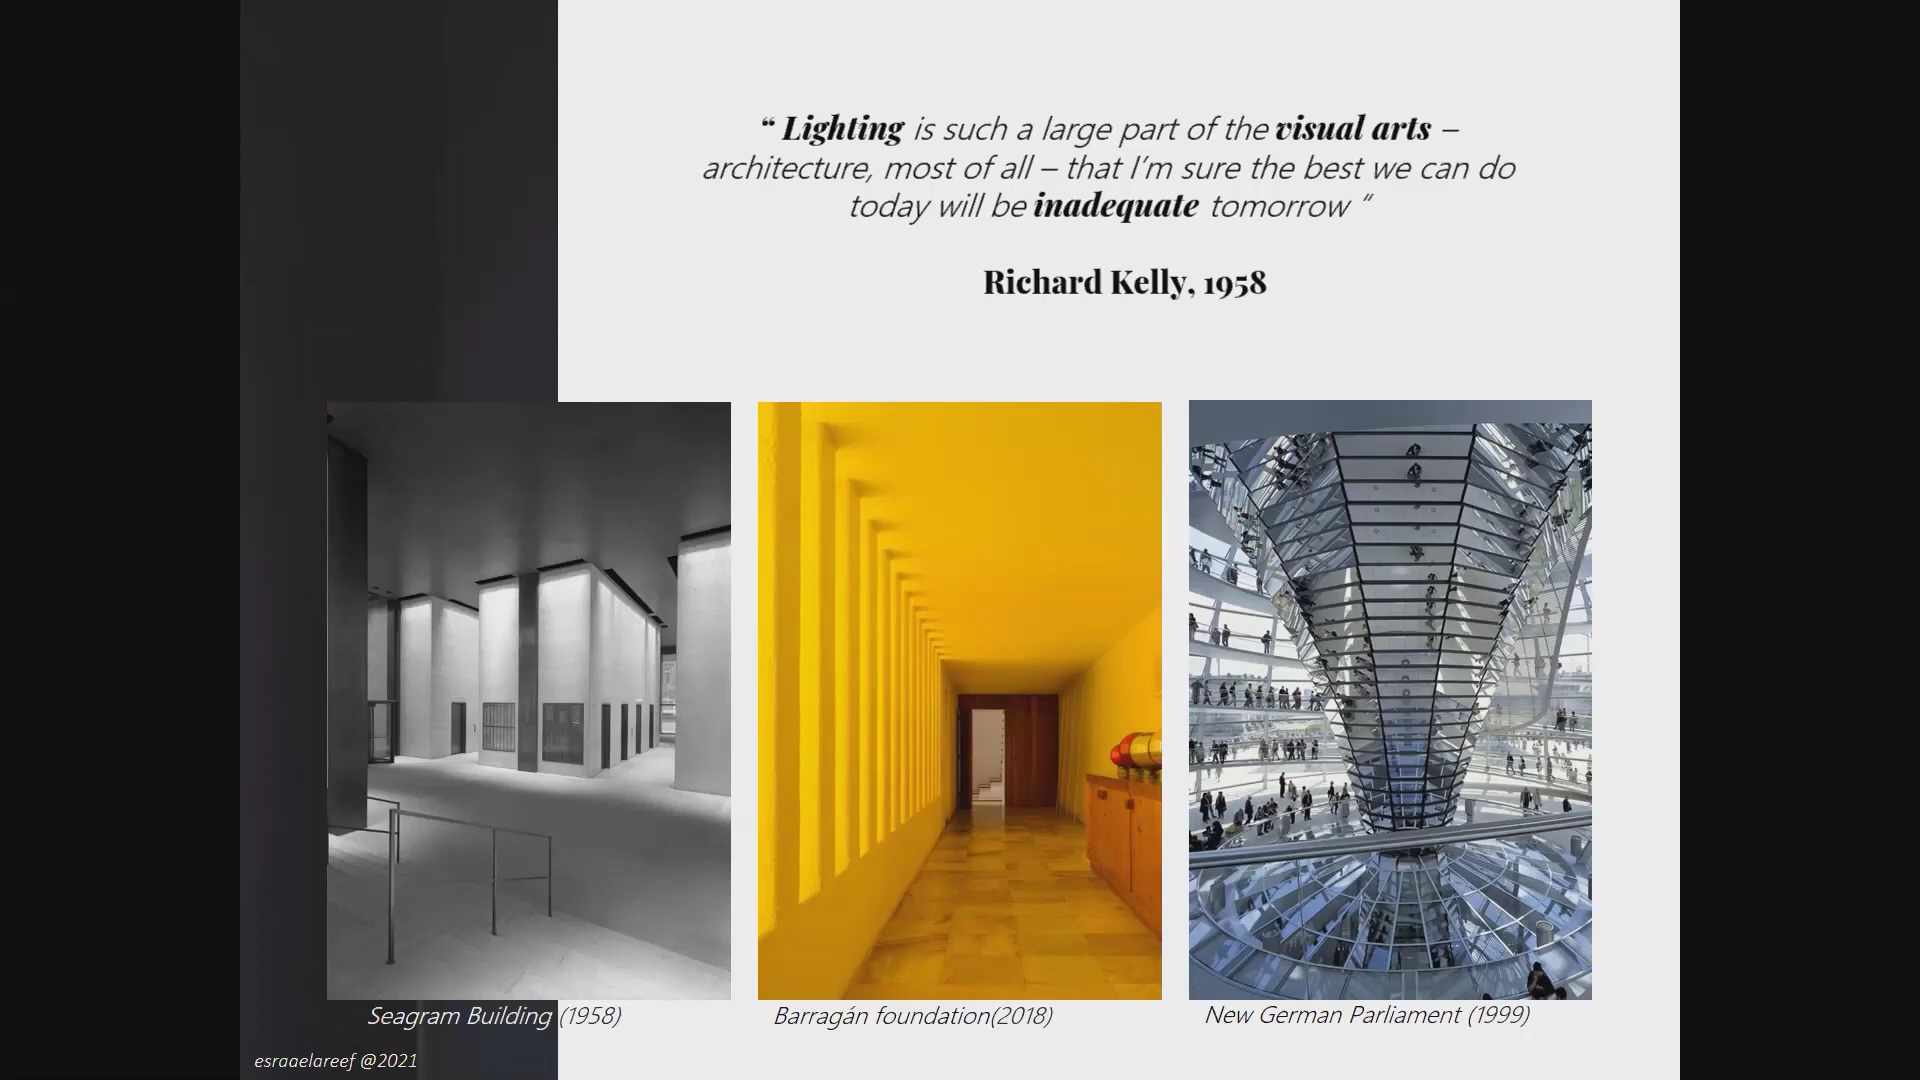 “ Lighting is such a large part of the visual arts –
architecture, most of all – that I’m sure the best we can do
today will be inadequate tomorrow “
Richard Kelly, 1958
Seagram Building (1958)
Barragán foundation(2018)
New German Parliament (1999)
esraaelareef @2021